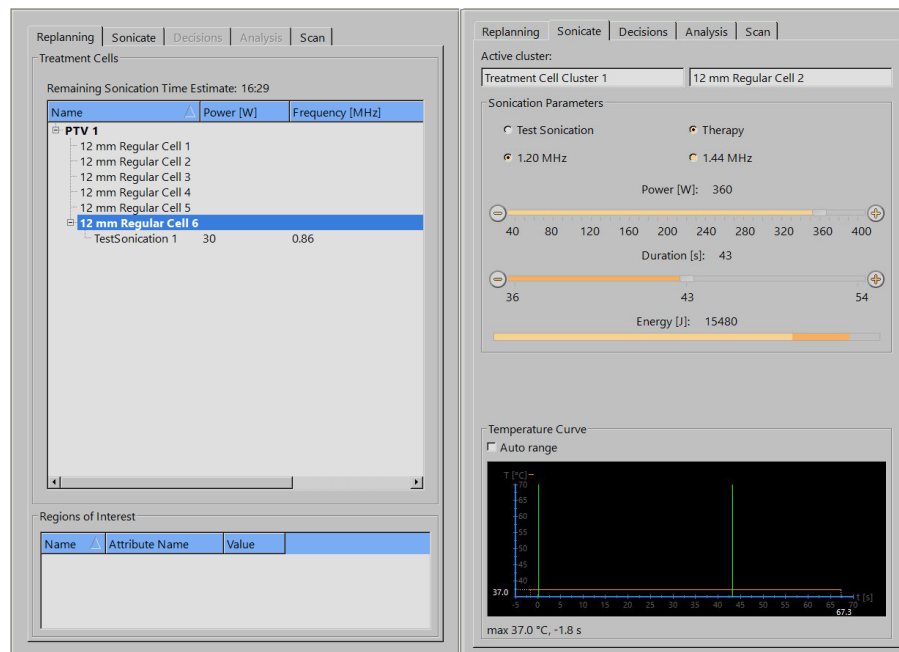 Replanning Sonicate Decisions Analysis Scan
Treatment Cells
Remaining Sonication Time Estimate: 16:29
Name Power [W] Frequency [MHz]
PTV 1
12 mm Regular Cell 1
12 mm Regular Cell 2
12 mm Regular Cell 3
12 mm Regular Cell 4
12 mm Regular Cell 5
12 mm Regular Cell 6
TestSonication 1 30 0.86
Regions of Interest
Name Attribute Name Value
Replanning Sonicate Decisions Analysis Scan
Active cluster:
Treatment Cell Cluster 1 12 mm Regular Cell 2
Sonication Parameters
Test Sonication Therapy
1.20 MHz 1.44 MHz
Power [W]: 360
40 80 120 160 200 240 280 320 360 400
Duration [s]: 43
36 43 54
Energy [J]: 15480
Temperature Curve
Auto range
T [°C]
70
65
60
55
50
45
40
37.0
-5 0 5 10 15 20 25 30 35 40 45 50 55 60 65 70 t [s]
67.3
max 37.0 °C, -1.8 s